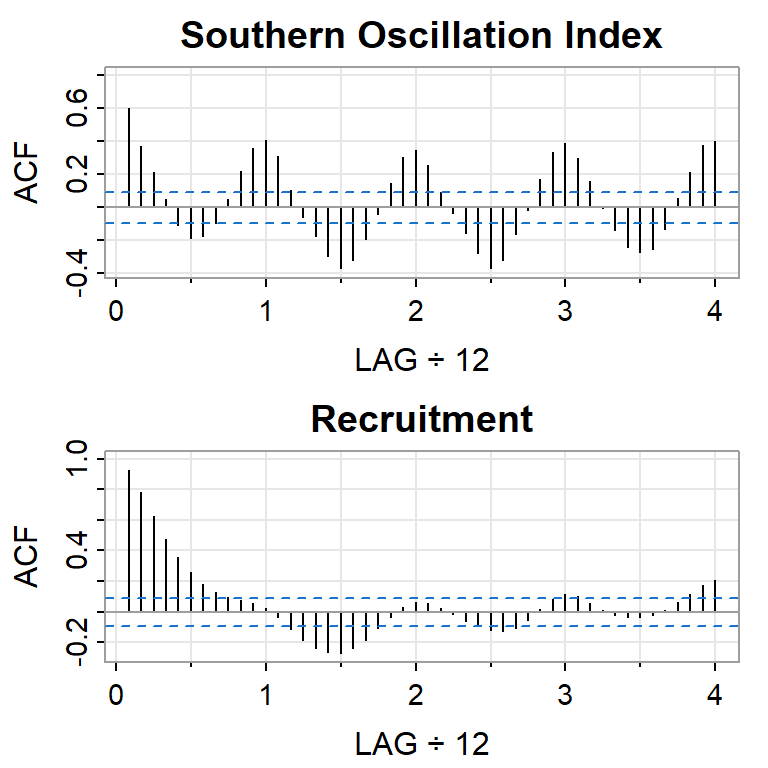 Southern Oscillation Index
ACF
0.6
0.2
-0.4
0 1 2 3 4
LAG ÷ 12
Recruitment
ACF
1.0
0.4
-0.2
0 1 2 3 4
LAG ÷ 12